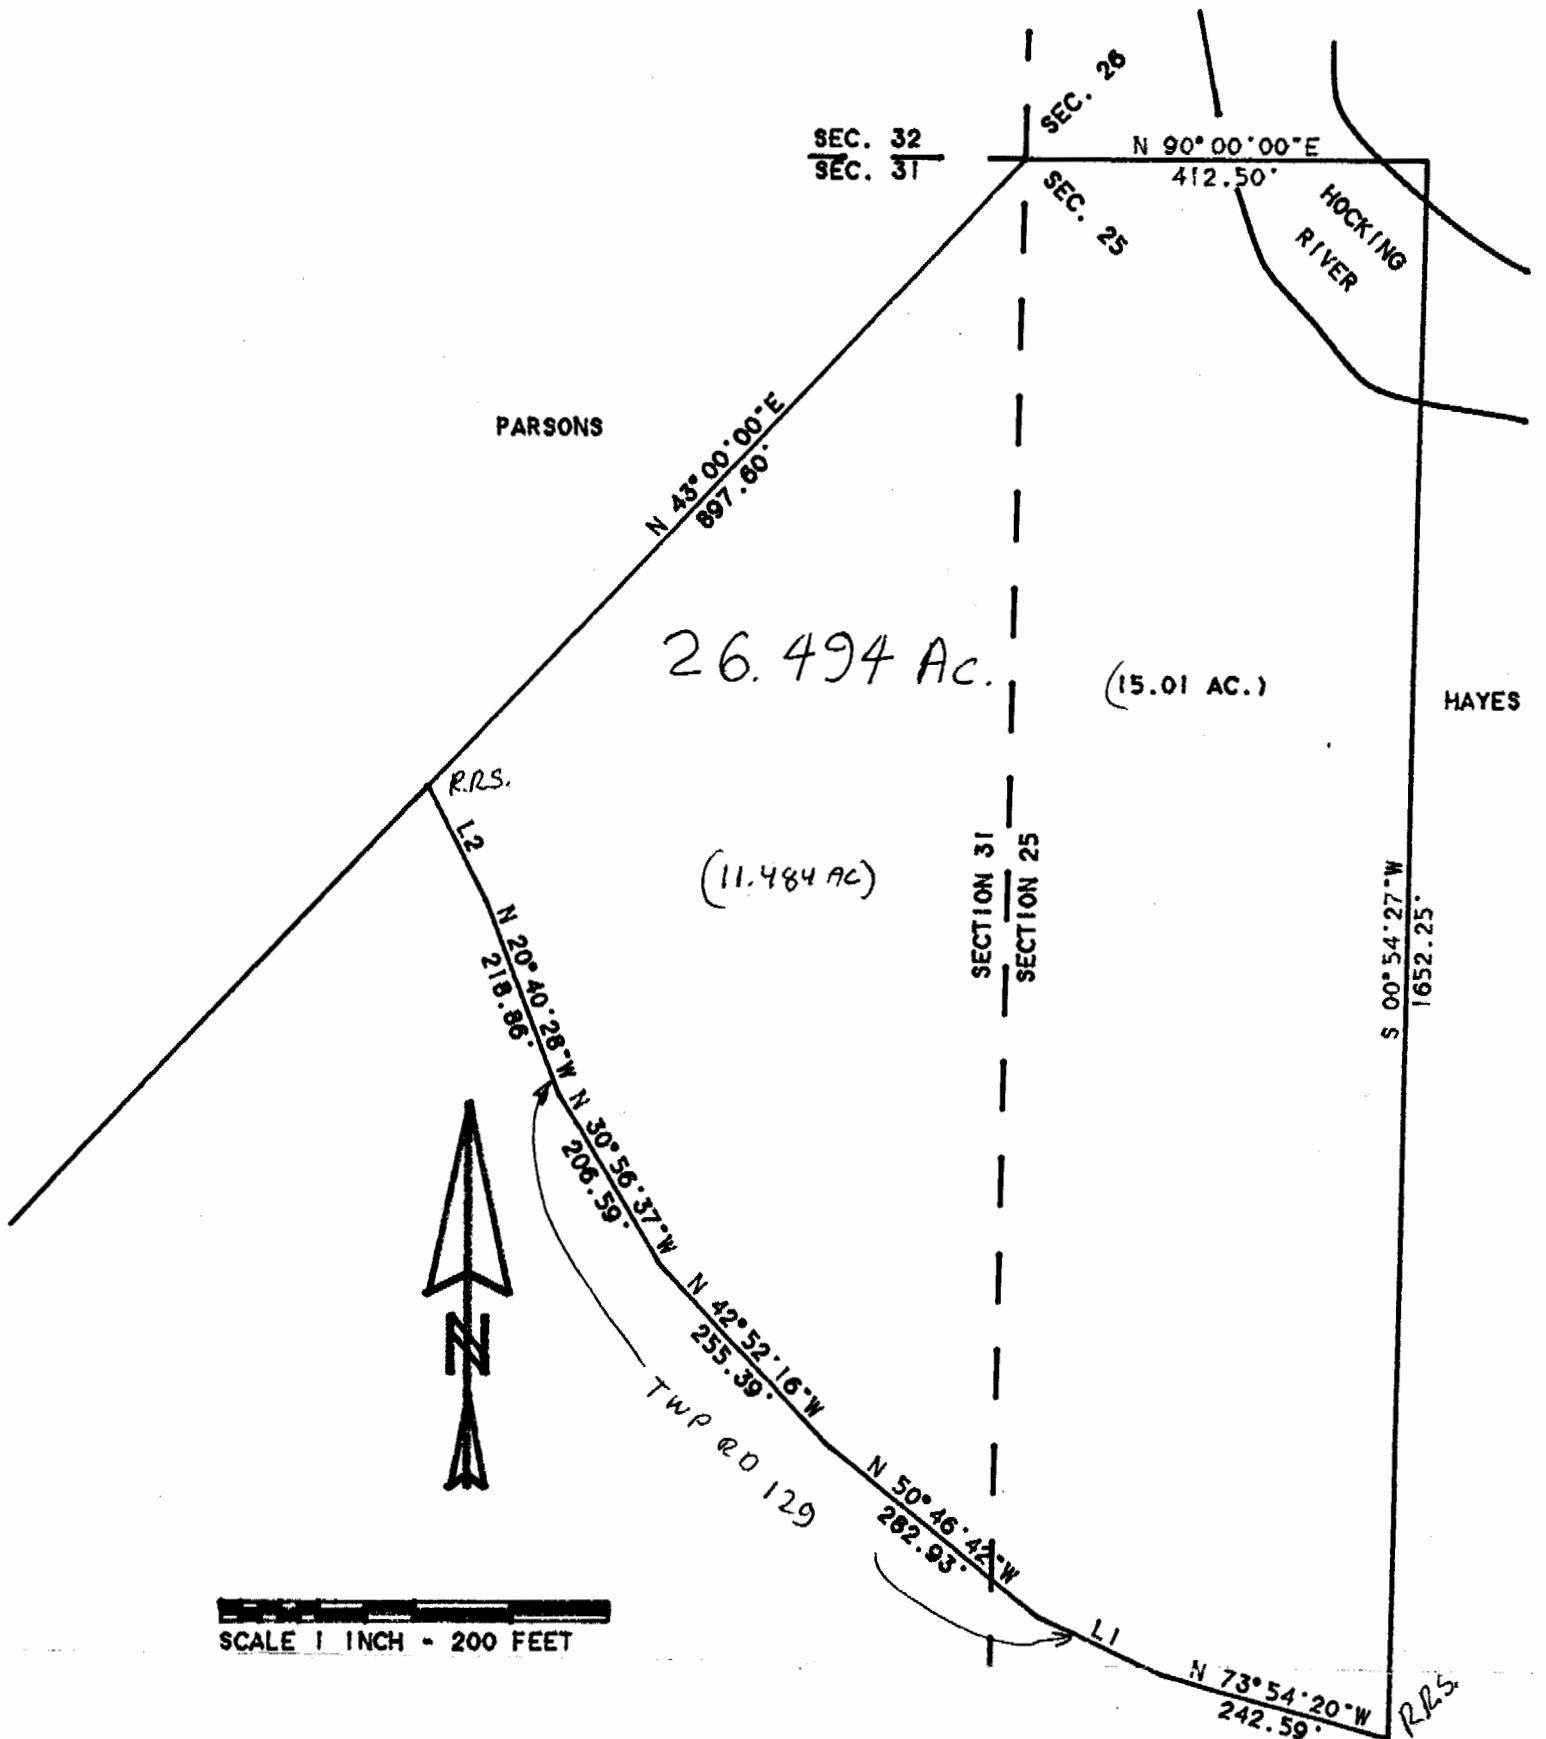 SEC. 26
SEC. 32
SEC. 31
N 90°00'00"E
412.50'
SEC. 25
HOCKING
RIVER
PARSONS
N 43°00'00"E
897.60'
26.494 Ac.
(15.01 AC.)
HAYES
R.R.S.
L2
(11.484 AC)
SECTION 31
SECTION 25
S 00°54'27"W
1652.25'
N 20°40'28"W
218.86'
N 30°56'37"W
206.59'
N
N 42°52'16"W
255.39'
TWP RD 129
N 50°46'42"W
282.93'
L1
SCALE 1 INCH = 200 FEET
N 73°54'20"W
242.59'
R.R.S.